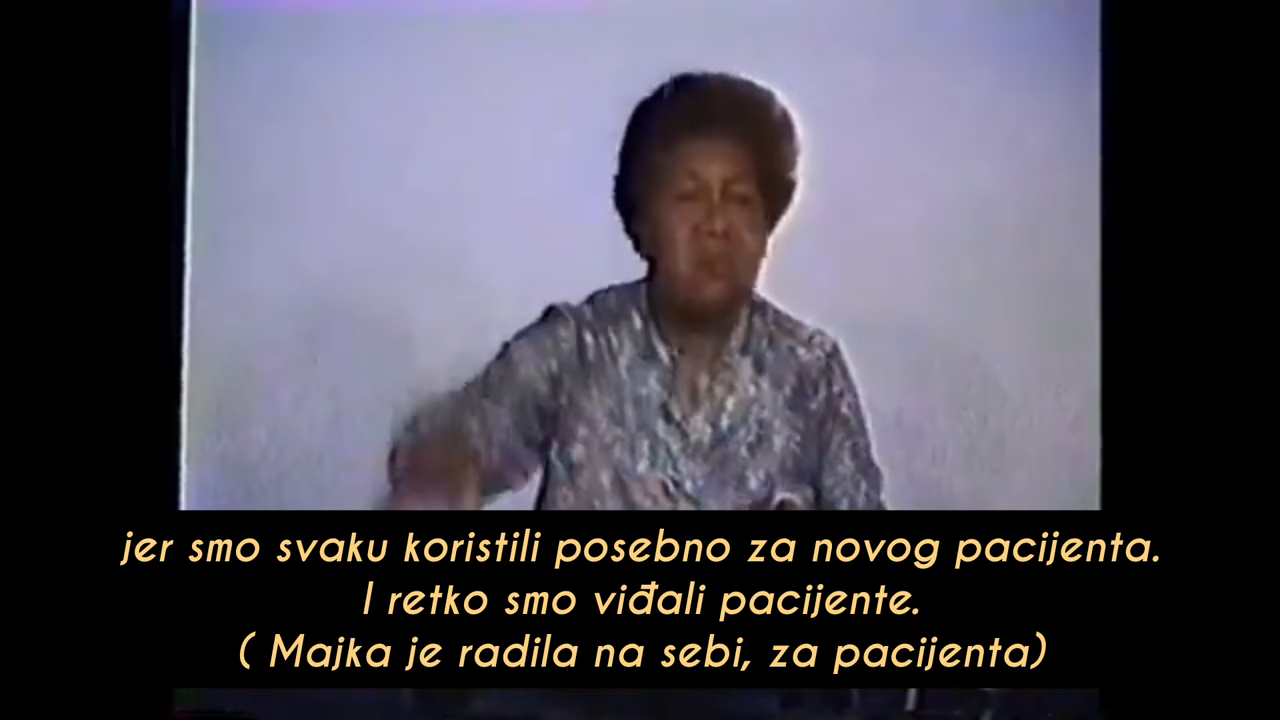 jer smo svaku koristili posebno za novog pacijenta.
I retko smo viđali pacijente.
( Majka je radila na sebi, za pacijenta)